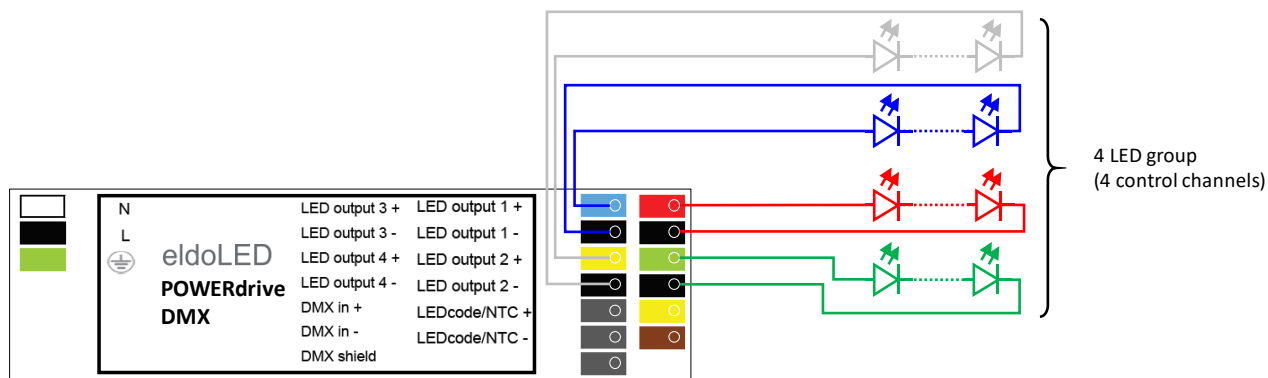 4 LED group
(4 control channels)
N
L
eldoLED
POWERdrive
DMX
LED output 3 +
LED output 3 -
LED output 4 +
LED output 4 -
DMX in +
DMX in -
DMX shield
LED output 1 +
LED output 1 -
LED output 2 +
LED output 2 -
LEDcode/NTC +
LEDcode/NTC -